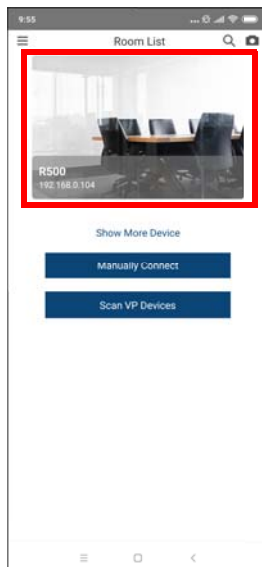 9:55
Room List
R500
192.168.0.104
Show More Device
Manually Connect
Scan VP Devices